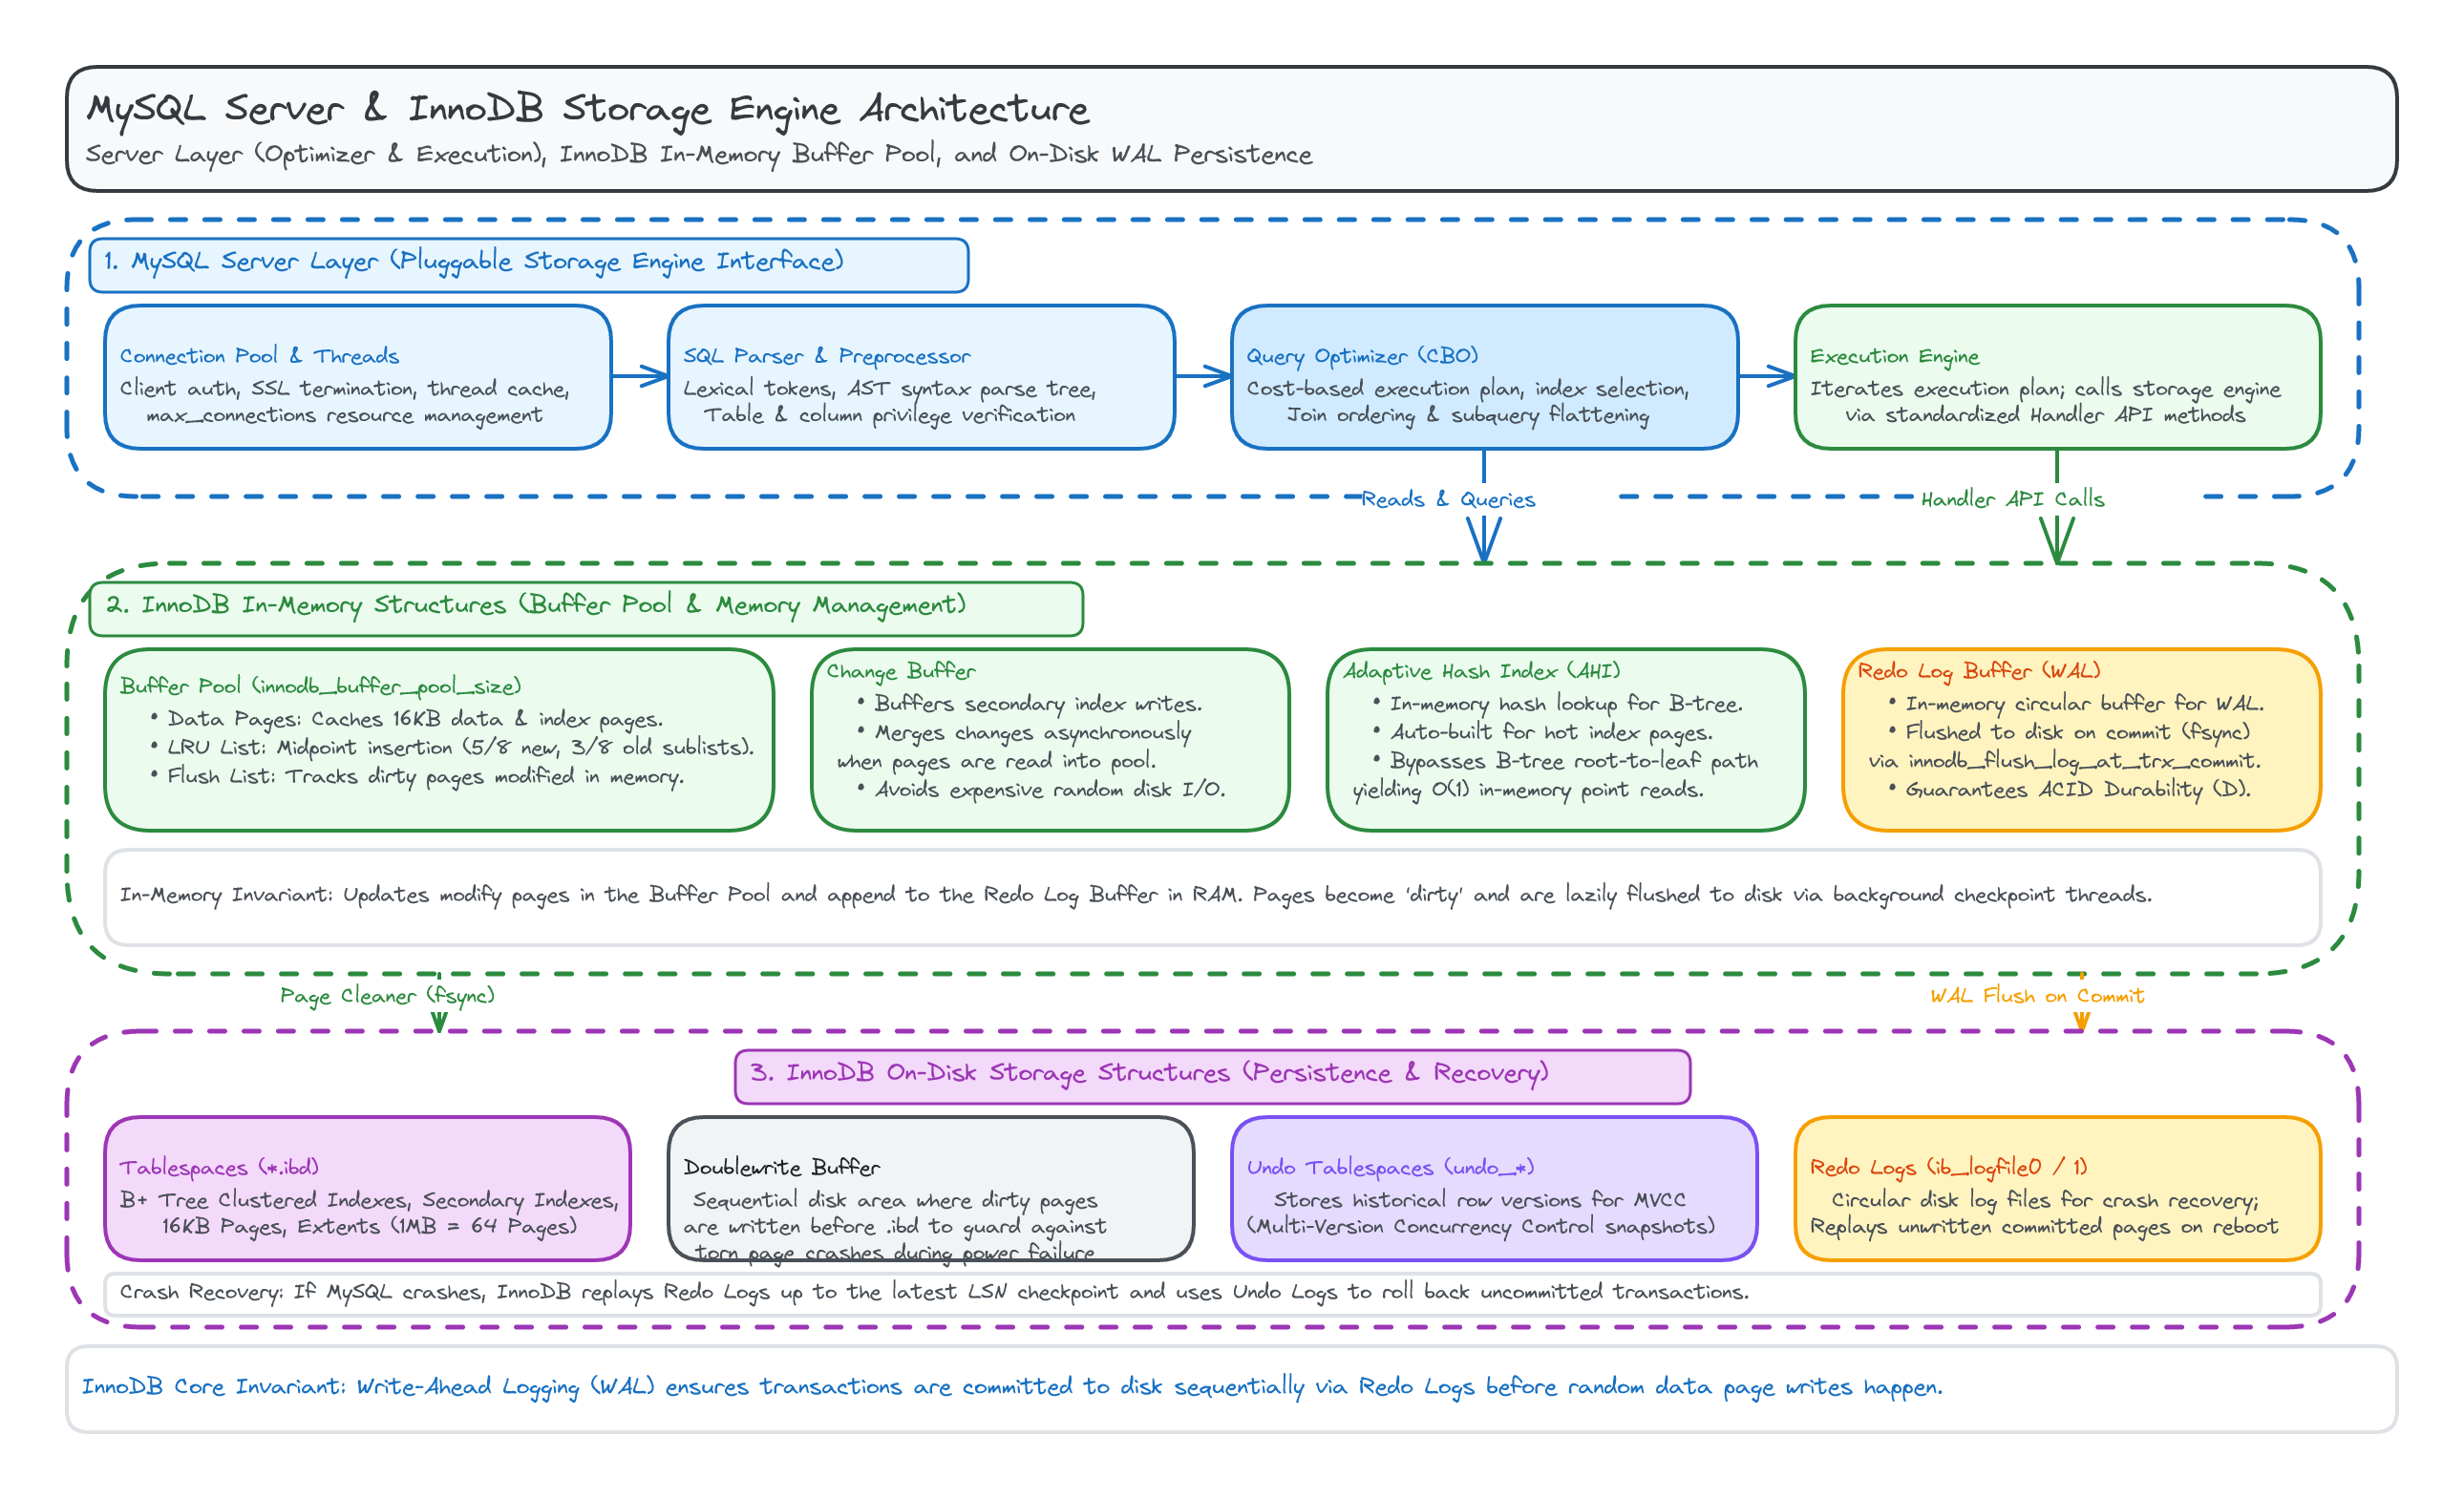 MySQL Server & InnoDB Storage Engine Architecture
Server Layer (Optimizer & Execution), InnoDB In-Memory Buffer Pool, and On-Disk WAL Persistence
1. MySQL Server Layer (Pluggable Storage Engine Interface)
Connection Pool & Threads
Client auth, SSL termination, thread cache,
max_connections resource management
SQL Parser & Preprocessor
Lexical tokens, AST syntax parse tree,
Table & column privilege verification
Query Optimizer (CBO)
Cost-based execution plan, index selection,
Join ordering & subquery flattening
Execution Engine
Iterates execution plan; calls storage engine
via standardized Handler API methods
Reads & Queries
Handler API Calls
2. InnoDB In-Memory Structures (Buffer Pool & Memory Management)
Buffer Pool (innodb_buffer_pool_size)
• Data Pages: Caches 16KB data & index pages.
• LRU List: Midpoint insertion (5/8 new, 3/8 old sublists).
• Flush List: Tracks dirty pages modified in memory.
Change Buffer
• Buffers secondary index writes.
• Merges changes asynchronously
when pages are read into pool.
• Avoids expensive random disk I/O.
Adaptive Hash Index (AHI)
• In-memory hash lookup for B-tree.
• Auto-built for hot index pages.
• Bypasses B-tree root-to-leaf path
yielding O(1) in-memory point reads.
Redo Log Buffer (WAL)
• In-memory circular buffer for WAL.
• Flushed to disk on commit (fsync)
via innodb_flush_log_at_trx_commit.
• Guarantees ACID Durability (D).
In-Memory Invariant: Updates modify pages in the Buffer Pool and append to the Redo Log Buffer in RAM. Pages become 'dirty' and are lazily flushed to disk via background checkpoint threads.
Page Cleaner (fsync)
WAL Flush on Commit
3. InnoDB On-Disk Storage Structures (Persistence & Recovery)
Tablespaces (*.ibd)
B+ Tree Clustered Indexes, Secondary Indexes,
16KB Pages, Extents (1MB = 64 Pages)
Doublewrite Buffer
Sequential disk area where dirty pages
are written before .ibd to guard against
torn page crashes during power failure
Undo Tablespaces (undo_*)
Stores historical row versions for MVCC
(Multi-Version Concurrency Control snapshots)
Redo Logs (ib_logfile0 / 1)
Circular disk log files for crash recovery;
Replays unwritten committed pages on reboot
Crash Recovery: If MySQL crashes, InnoDB replays Redo Logs up to the latest LSN checkpoint and uses Undo Logs to roll back uncommitted transactions.
InnoDB Core Invariant: Write-Ahead Logging (WAL) ensures transactions are committed to disk sequentially via Redo Logs before random data page writes happen.